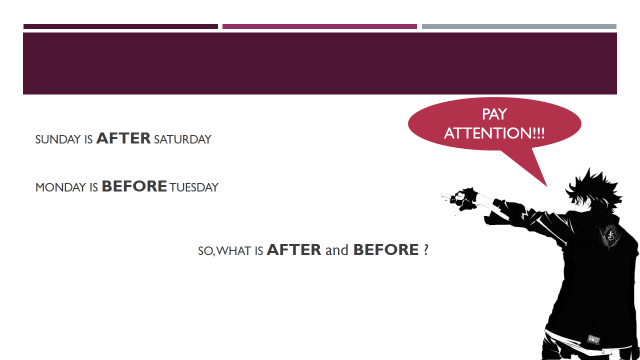 PAY
ATTENTION!!!
SUNDAY IS AFTER SATURDAY
MONDAY IS BEFORE TUESDAY
SO, WHAT IS AFTER and BEFORE ?